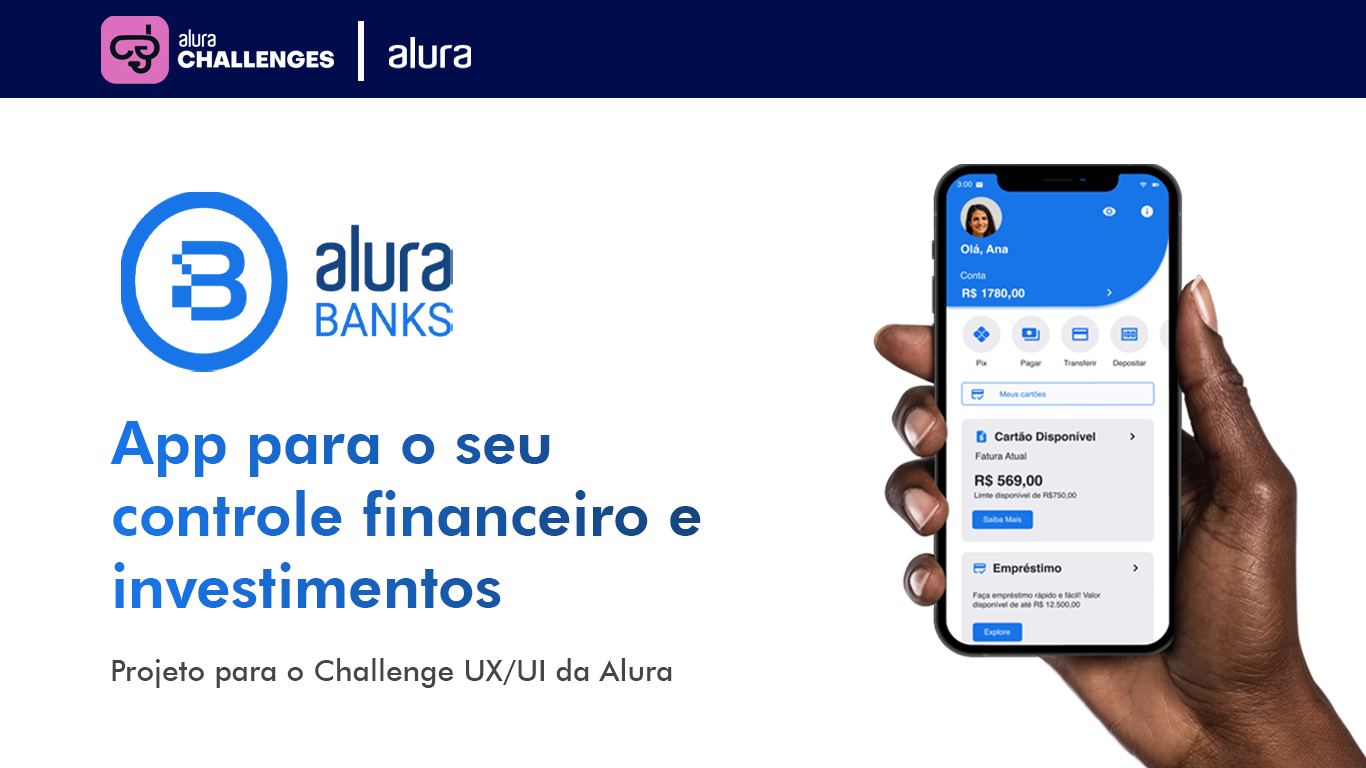 alura
CHALLENGES
alura
alura
BANKS
App para o seu
controle financeiro e
investimentos
Projeto para o Challenge UX/UI da Alura
3:00
Olá, Ana
Conta
R$ 1780,00
Pix Pagar Transferir Depositar
Meus cartões
Cartão Disponível
Fatura Atual
R$ 569,00
Limte disponível de R$750,00
Saiba Mais
Empréstimo
Faça empréstimo rápido e fácil! Valor
disponível de até R$ 12.500,00
Explore